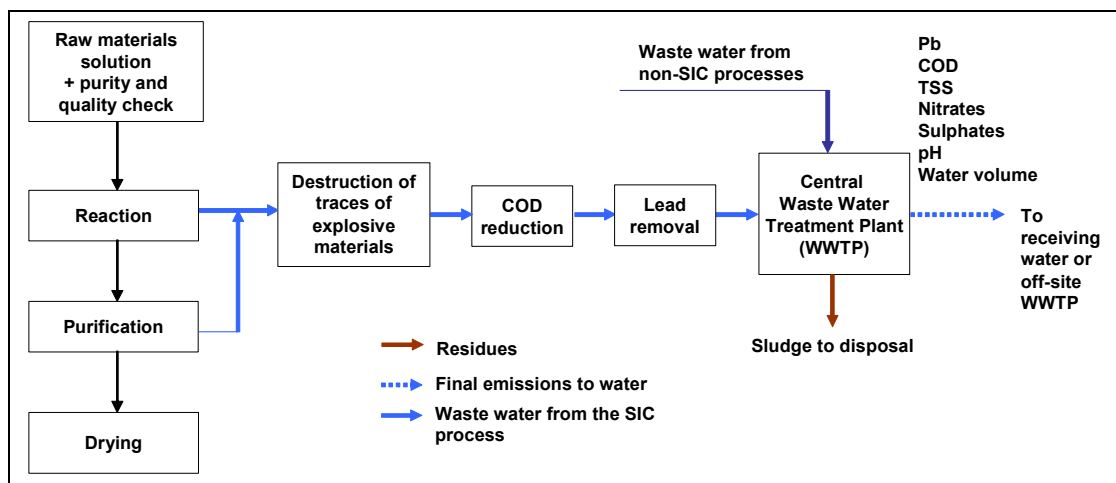 Raw materials
solution
+ purity and
quality check
Reaction
Purification
Drying
Destruction of
traces of
explosive
materials
COD
reduction
Lead
removal
Waste water from
non-SIC processes
Central
Waste Water
Treatment Plant
(WWTP)
Pb
COD
TSS
Nitrates
Sulphates
pH
Water volume
To
receiving
water or
off-site
WWTP
Sludge to disposal
Residues
Final emissions to water
Waste water from the SIC
process